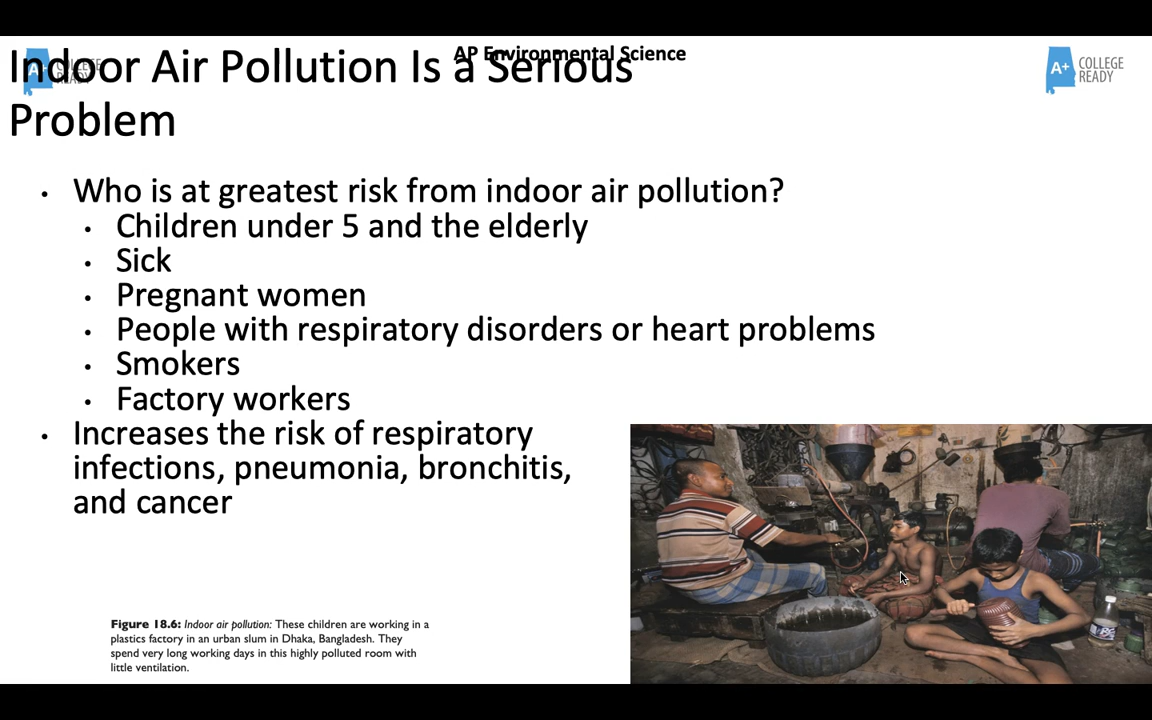 AP Environmental Science
Indoor Air Pollution Is a Serious
Problem
A+ COLLEGE
READY
A+ COLLEGE
READY
• Who is at greatest risk from indoor air pollution?
• Children under 5 and the elderly
• Sick
• Pregnant women
• People with respiratory disorders or heart problems
• Smokers
• Factory workers
• Increases the risk of respiratory
infections, pneumonia, bronchitis,
and cancer
Figure 18.6: Indoor air pollution: These children are working in a
plastics factory in an urban slum in Dhaka, Bangladesh. They
spend very long working days in this highly polluted room with
little ventilation.